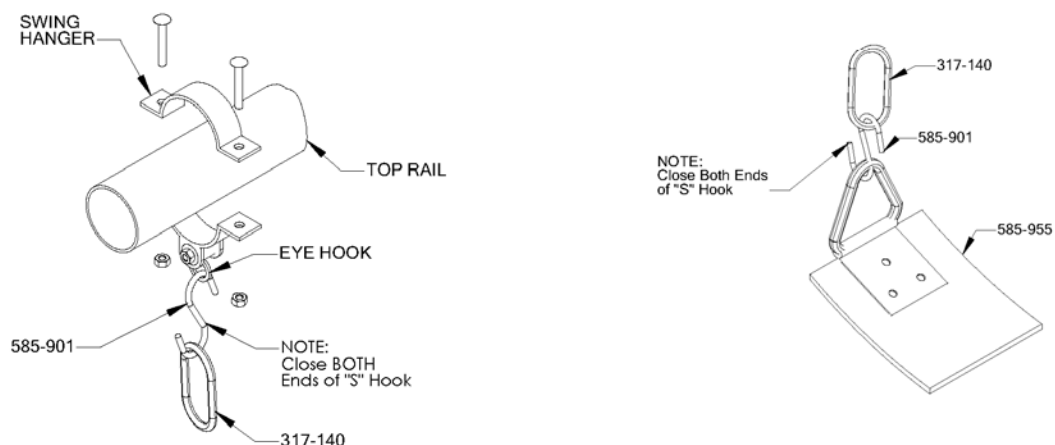 SWING
HANGER
TOP RAIL
EYE HOOK
585-901
NOTE:
Close BOTH
Ends of "S" Hook
317-140
317-140
585-901
NOTE:
Close Both Ends
of "S" Hook
585-955